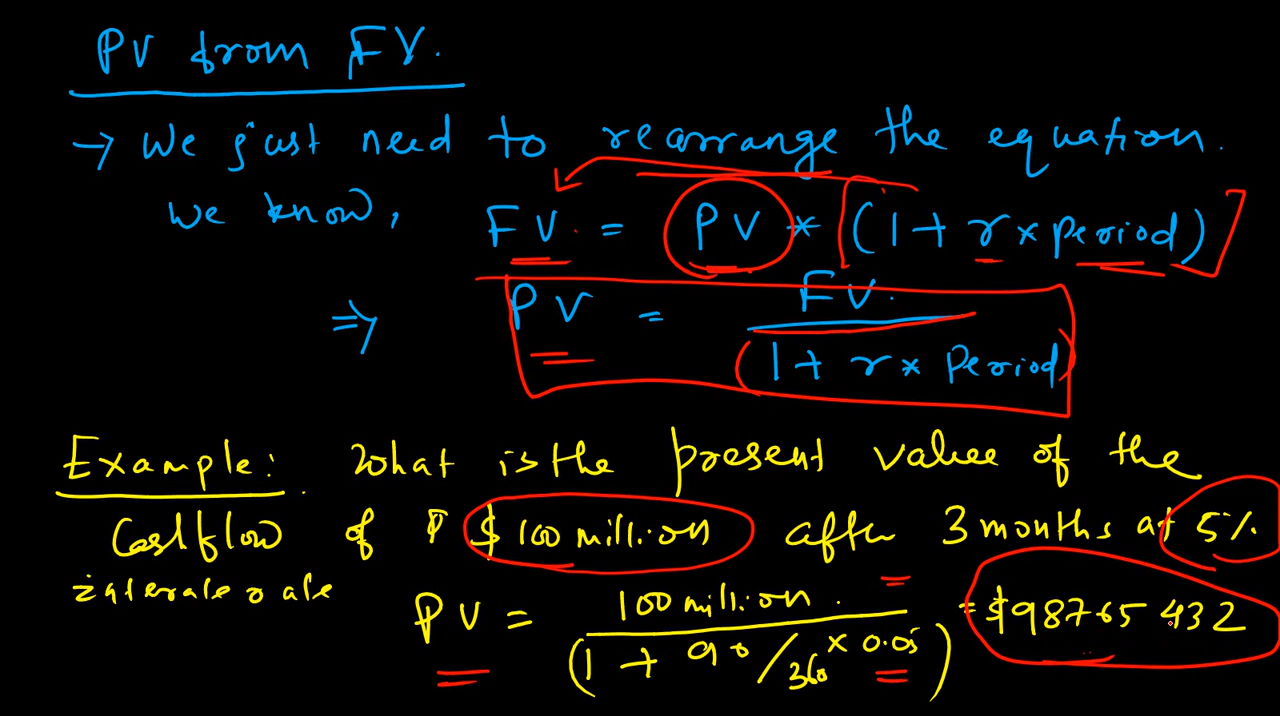 PV from FV.
→ We just need to rearrange the equation.
We know, FV = PV * (1 + r × period)
⇒ PV = FV. / (1 + r × Period)
Example: What is the present value of the
Cashflow of $ 100 million after 3 months at 5%
PV = 100 million. / (1 + 90/360 × 0.05) = $98765432